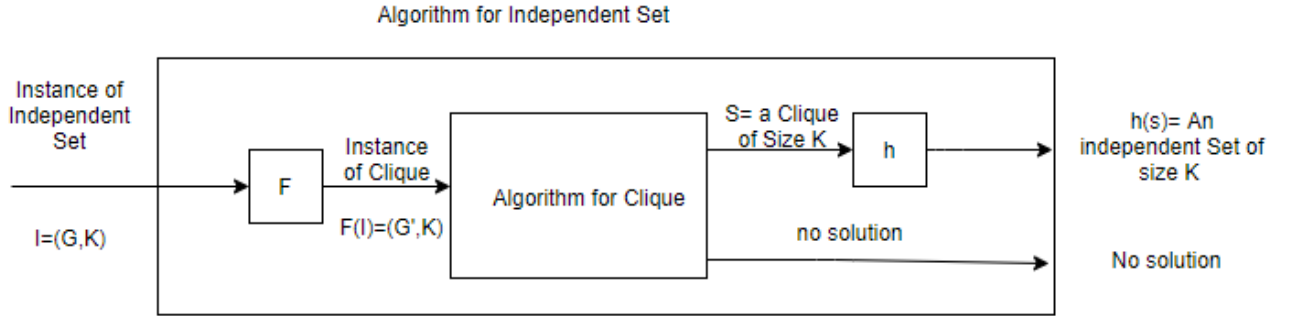 Algorithm for Independent Set
Instance of
Independent
Set
I=(G,K)
F
Instance
of Clique
F(I)=(G',K)
Algorithm for Clique
S= a Clique
of Size K
h
no solution
h(s)= An
independent Set of
size K
No solution